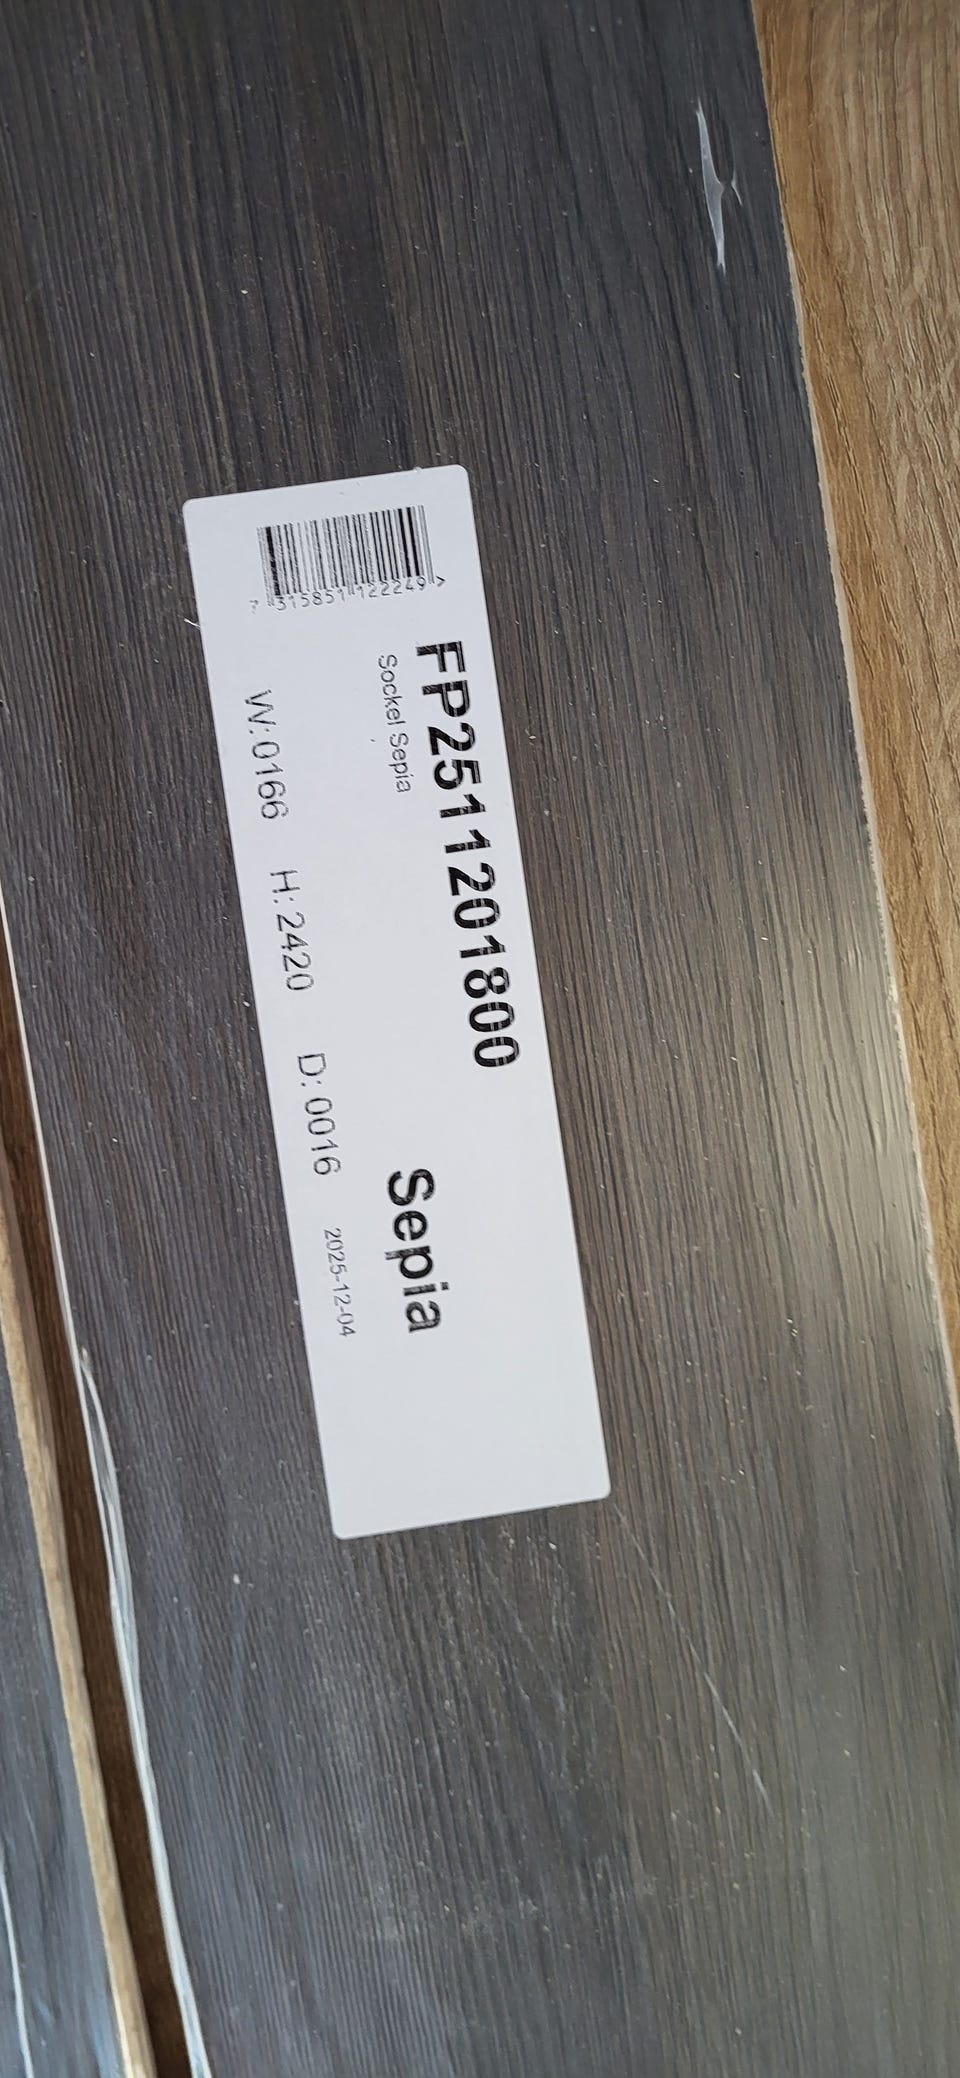 FP2511201800
Sockel Sepia
Sepia
W:0166 H: 2420 D: 0016 2025-12-04
7 315851 122249 >